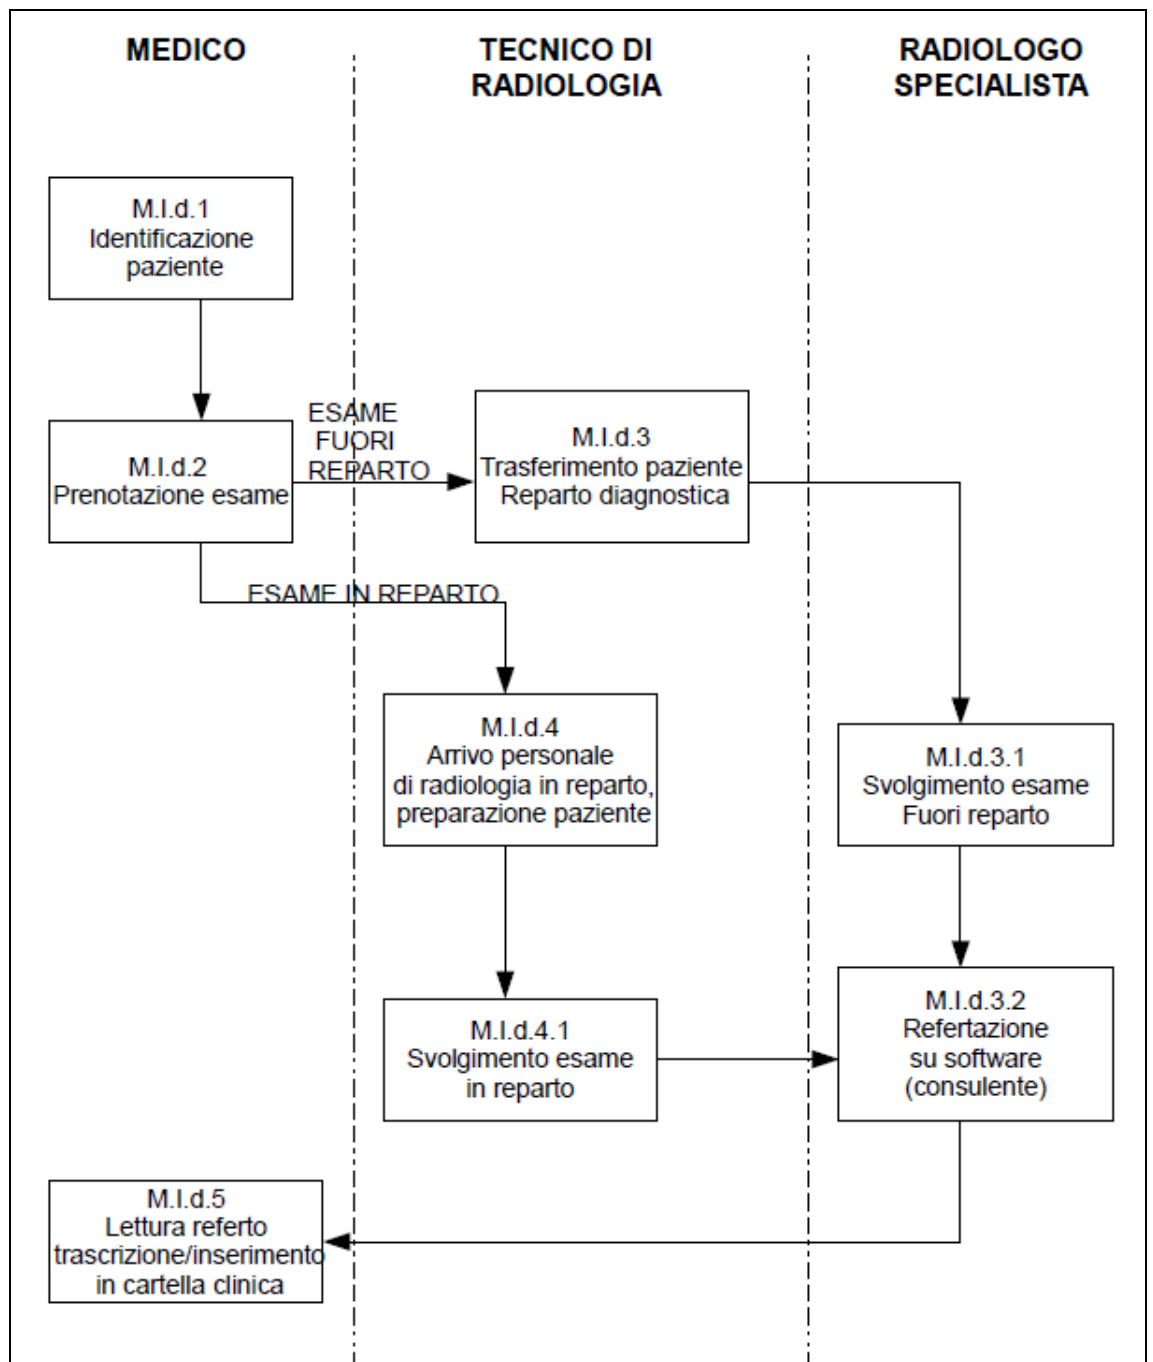 MEDICO
TECNICO DI
RADIOLOGIA
RADIOLOGO
SPECIALISTA
M.I.d.1
Identificazione
paziente
M.I.d.2
Prenotazione esame
ESAME
FUORI
REPARTO
M.I.d.3
Trasferimento paziente
Reparto diagnostica
ESAME IN REPARTO
M.I.d.4
Arrivo personale
di radiologia in reparto,
preparazione paziente
M.I.d.3.1
Svolgimento esame
Fuori reparto
M.I.d.4.1
Svolgimento esame
in reparto
M.I.d.3.2
Refertazione
su software
(consulente)
M.I.d.5
Lettura referto
trascrizione/inserimento
in cartella clinica